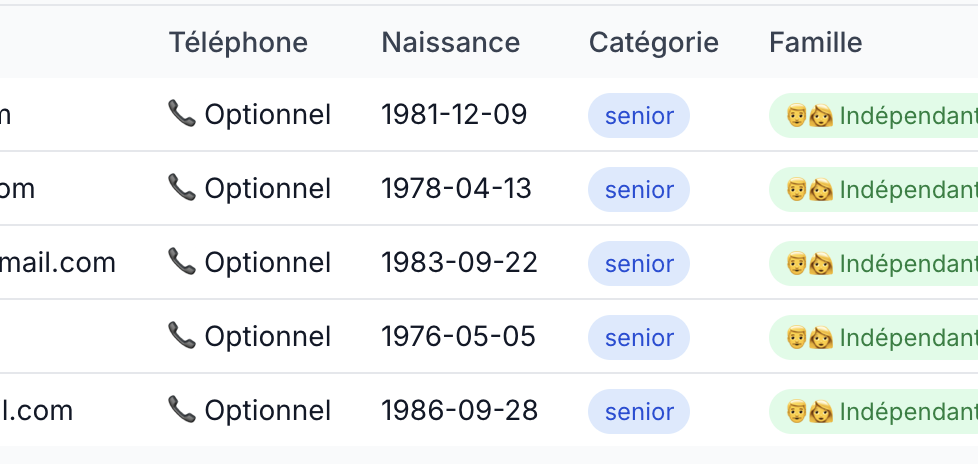 Téléphone Naissance Catégorie Famille
📞 Optionnel 1981-12-09 senior 👨👩 Indépendant
📞 Optionnel 1978-04-13 senior 👨👩 Indépendant
mail.com 📞 Optionnel 1983-09-22 senior 👨👩 Indépendant
📞 Optionnel 1976-05-05 senior 👨👩 Indépendant
l.com 📞 Optionnel 1986-09-28 senior 👨👩 Indépendant